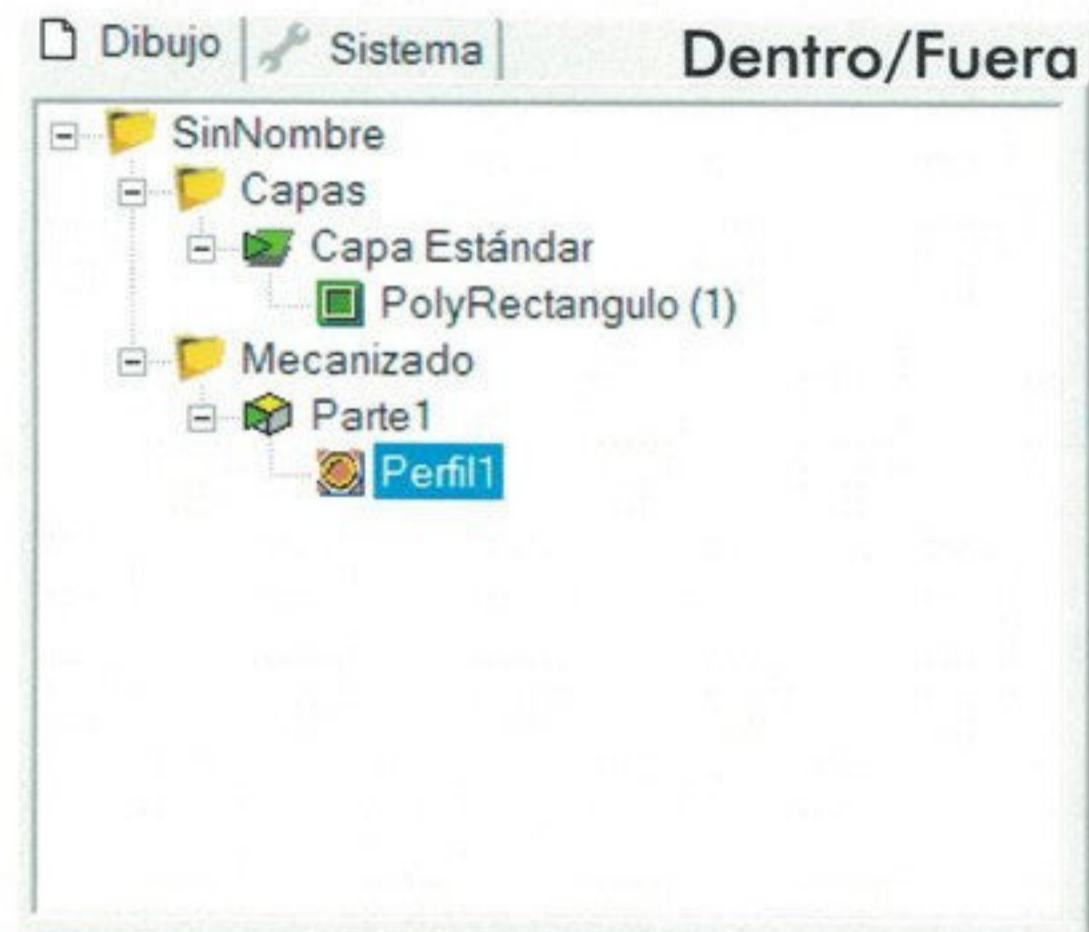 Dibujo Sistema Dentro/Fuera
SinNombre
Capas
Capa Estándar
PolyRectangulo (1)
Mecanizado
Parte1
Perfil1